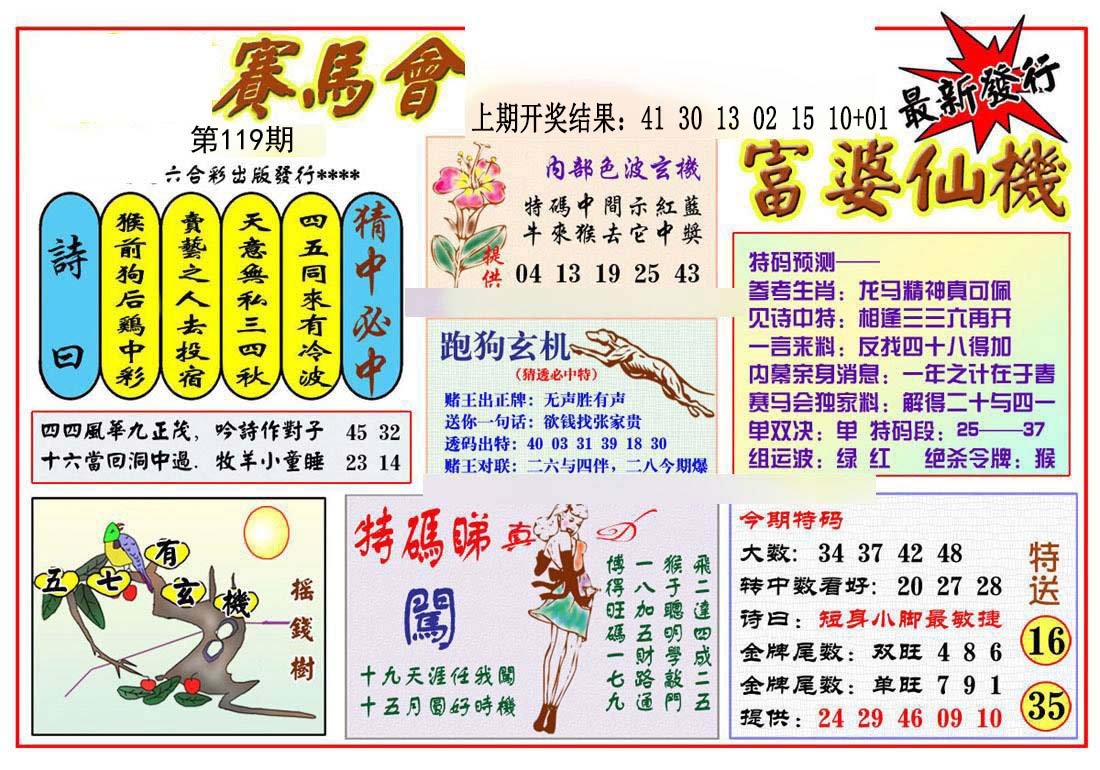 賽馬會
第119期
六合彩出版發行****
上期开奖结果：41 30 13 02 15 10+01
最新發行
富婆仙機
詩曰
猴前狗后鷄中彩
賣藝之人去投宿
天意無私三四秋
四五同來有冷波
猜中必中
四四風華九正茂，吟詩作對子 45 32
十六當回洞中過．牧羊小童睡 23 14
内部色波玄機
特碼中間示紅藍
牛來猴去它中獎
提供 04 13 19 25 43
跑狗玄机
（猜透必中特）
赌王出正牌：无声胜有声
送你一句话：欲钱找张家贵
透码出特：40 03 31 39 18 30
赌王对联：二六与四伴，二八今期爆
特码预测——
参考生肖：龙马精神真可佩
见诗中特：相逢三三六再开
一言来料：反找四十八得加
内幕亲身消息：一年之计在于春
赛马会独家料：解得二十与四一
单双决：单 特码段：25——37
组运波：绿 红 绝杀令牌：猴
五七有玄機
摇錢樹
特碼睇真D
闖
十九天涯任我闖
十五月圓好時機
飛二達四成二五
猴子聰明學敲門
一八加五財路通
博得旺碼一七九
今期特码
大数：34 37 42 48
转中数看好：20 27 28
诗曰：短身小脚最敏捷
金牌尾数：双旺 4 8 6
金牌尾数：单旺 7 9 1
提供：24 29 46 09 10
特送
16
35